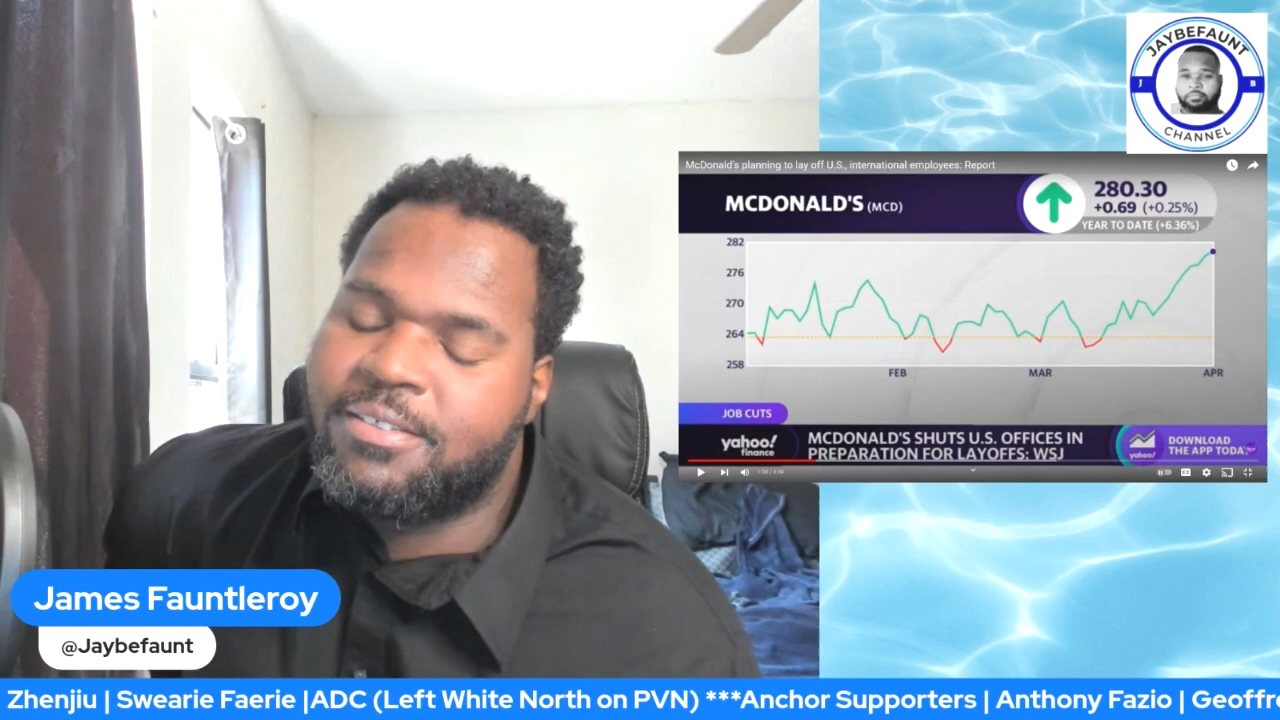 JAYBEFAUNT
J B
CHANNEL
McDonald's planning to lay off U.S., international employees: Report
MCDONALD'S (MCD)
280.30
+0.69 (+0.25%)
YEAR TO DATE (+6.36%)
282
276
270
264
258
FEB MAR APR
JOB CUTS
yahoo!
finance
MCDONALD'S SHUTS U.S. OFFICES IN
PREPARATION FOR LAYOFFS: WSJ
yahoo!
DOWNLOAD
THE APP TODAY
James Fauntleroy
@Jaybefaunt
Zhenjiu | Swearie Faerie |ADC (Left White North on PVN) ***Anchor Supporters | Anthony Fazio | Geoffr